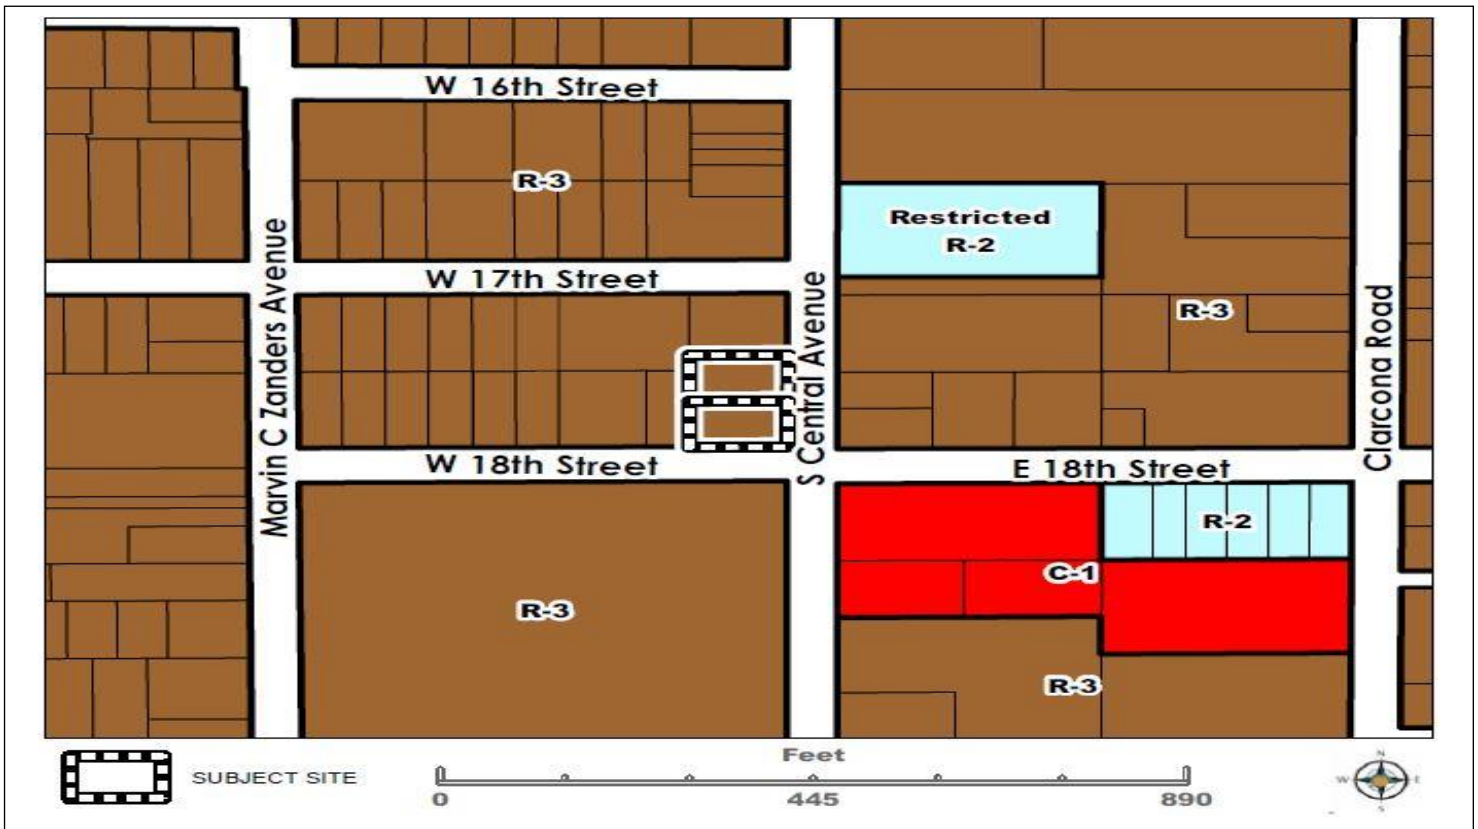 W 16th Street
R-3
Restricted
R-2
W 17th Street
R-3
Marvin C Zanders Avenue
S Central Avenue
Clarcona Road
W 18th Street
E 18th Street
R-2
C-1
R-3
R-3
SUBJECT SITE
Feet
0
445
890
N
W
E
S